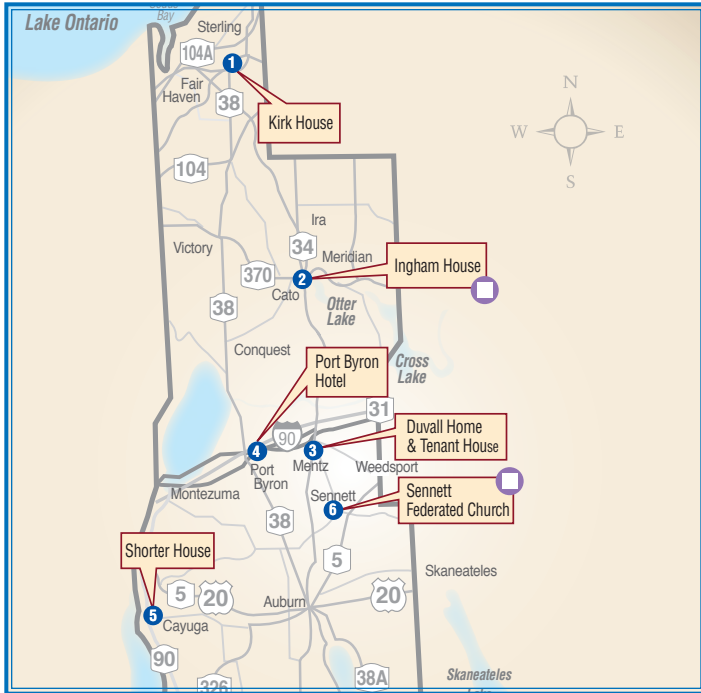 Bay
Lake Ontario
Sterling
104A
1
Fair
Haven
38
Kirk House
N
W
E
S
104
Ira
Victory
34
Meridian
Ingham House
370
2
Cato
38
Otter
Lake
Conquest
Port Byron
Hotel
Cross
Lake
31
90
Duvall Home
& Tenant House
4
3
Port
Byron
Mentz
Weedsport
Montezuma
Sennett
Sennett
Federated Church
6
38
Shorter House
5
Skaneateles
5
20
Auburn
20
5
Cayuga
90
326
38A
Skaneateles